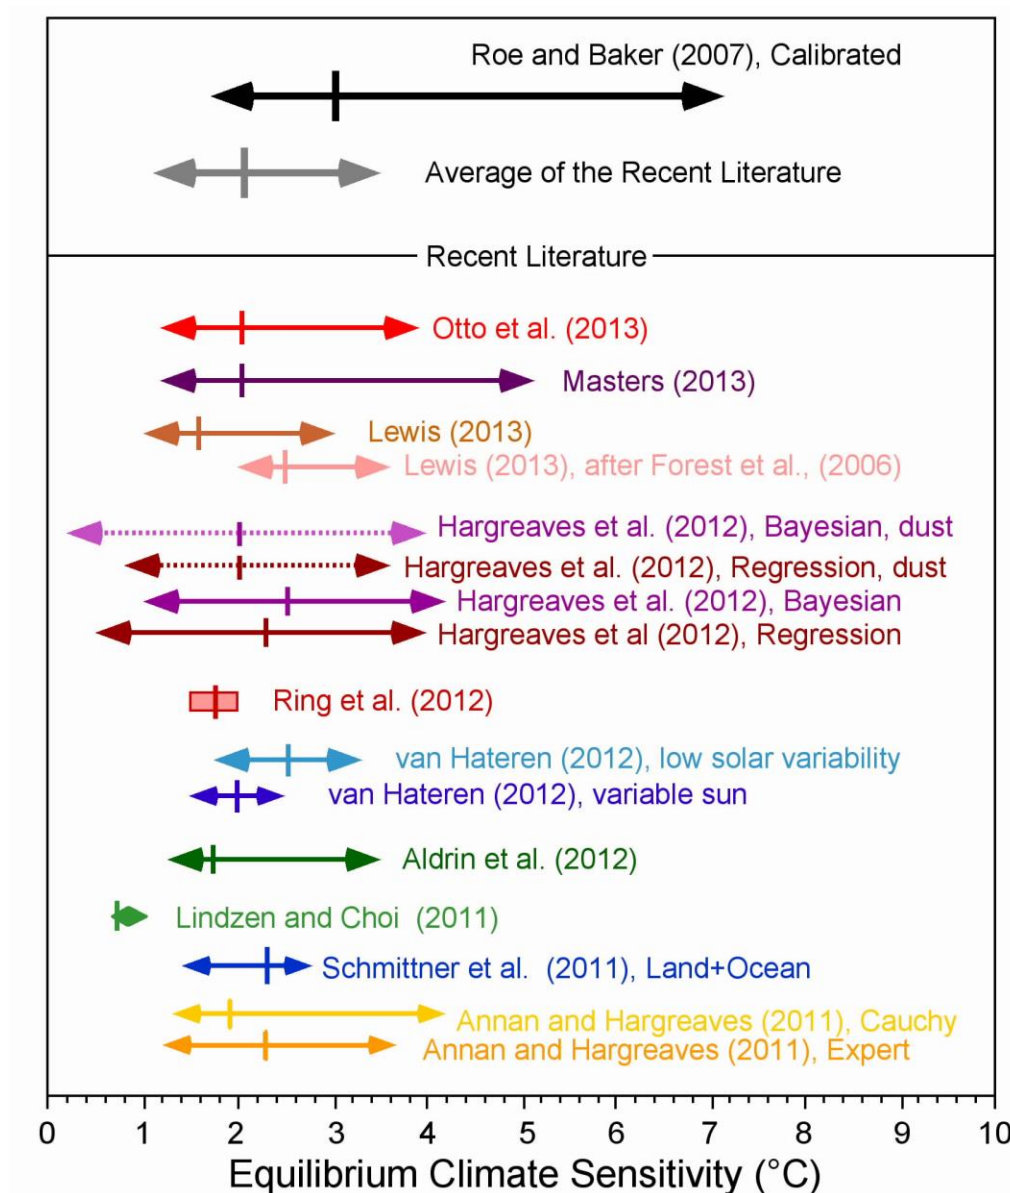 Roe and Baker (2007), Calibrated
Average of the Recent Literature
Recent Literature
Otto et al. (2013)
Masters (2013)
Lewis (2013)
Lewis (2013), after Forest et al., (2006)
Hargreaves et al. (2012), Bayesian, dust
Hargreaves et al. (2012), Regression, dust
Hargreaves et al. (2012), Bayesian
Hargreaves et al (2012), Regression
Ring et al. (2012)
van Hateren (2012), low solar variability
van Hateren (2012), variable sun
Aldrin et al. (2012)
Lindzen and Choi (2011)
Schmittner et al. (2011), Land+Ocean
Annan and Hargreaves (2011), Cauchy
Annan and Hargreaves (2011), Expert
0 1 2 3 4 5 6 7 8 9 10
Equilibrium Climate Sensitivity (°C)